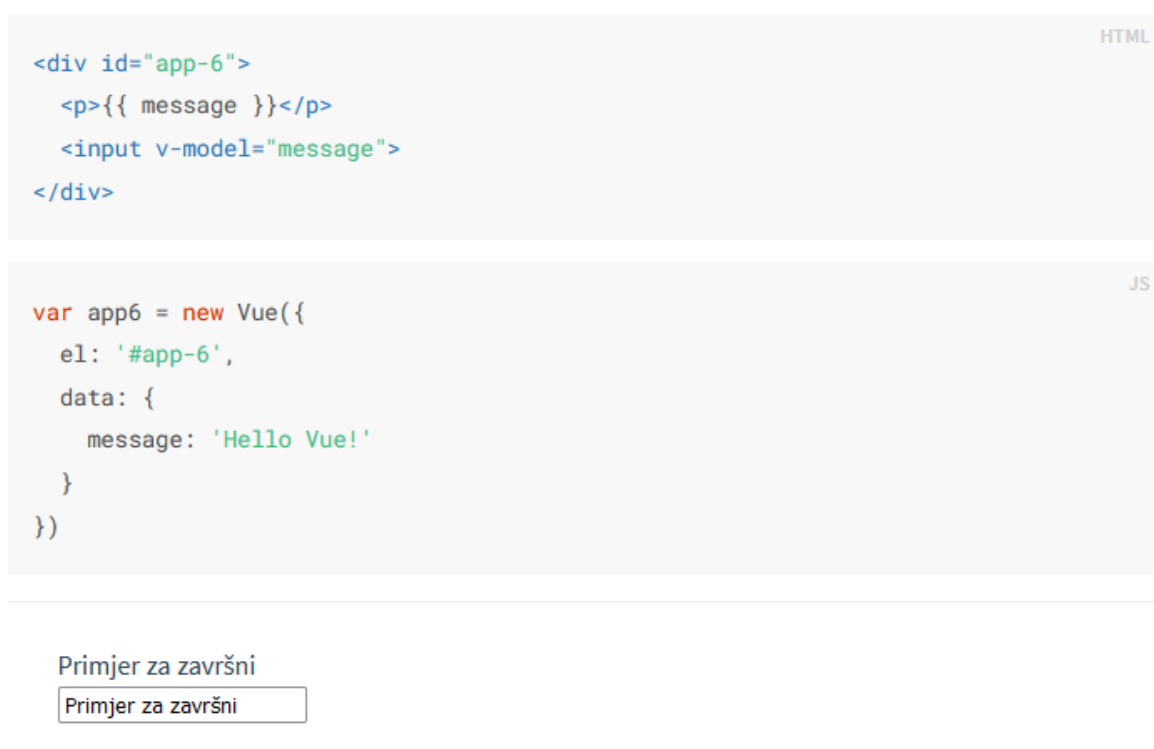 HTML
<div id="app-6">
  <p>{{ message }}</p>
  <input v-model="message">
</div>
JS
var app6 = new Vue({
  el: '#app-6',
  data: {
    message: 'Hello Vue!'
  }
})
Primjer za završni
Primjer za završni